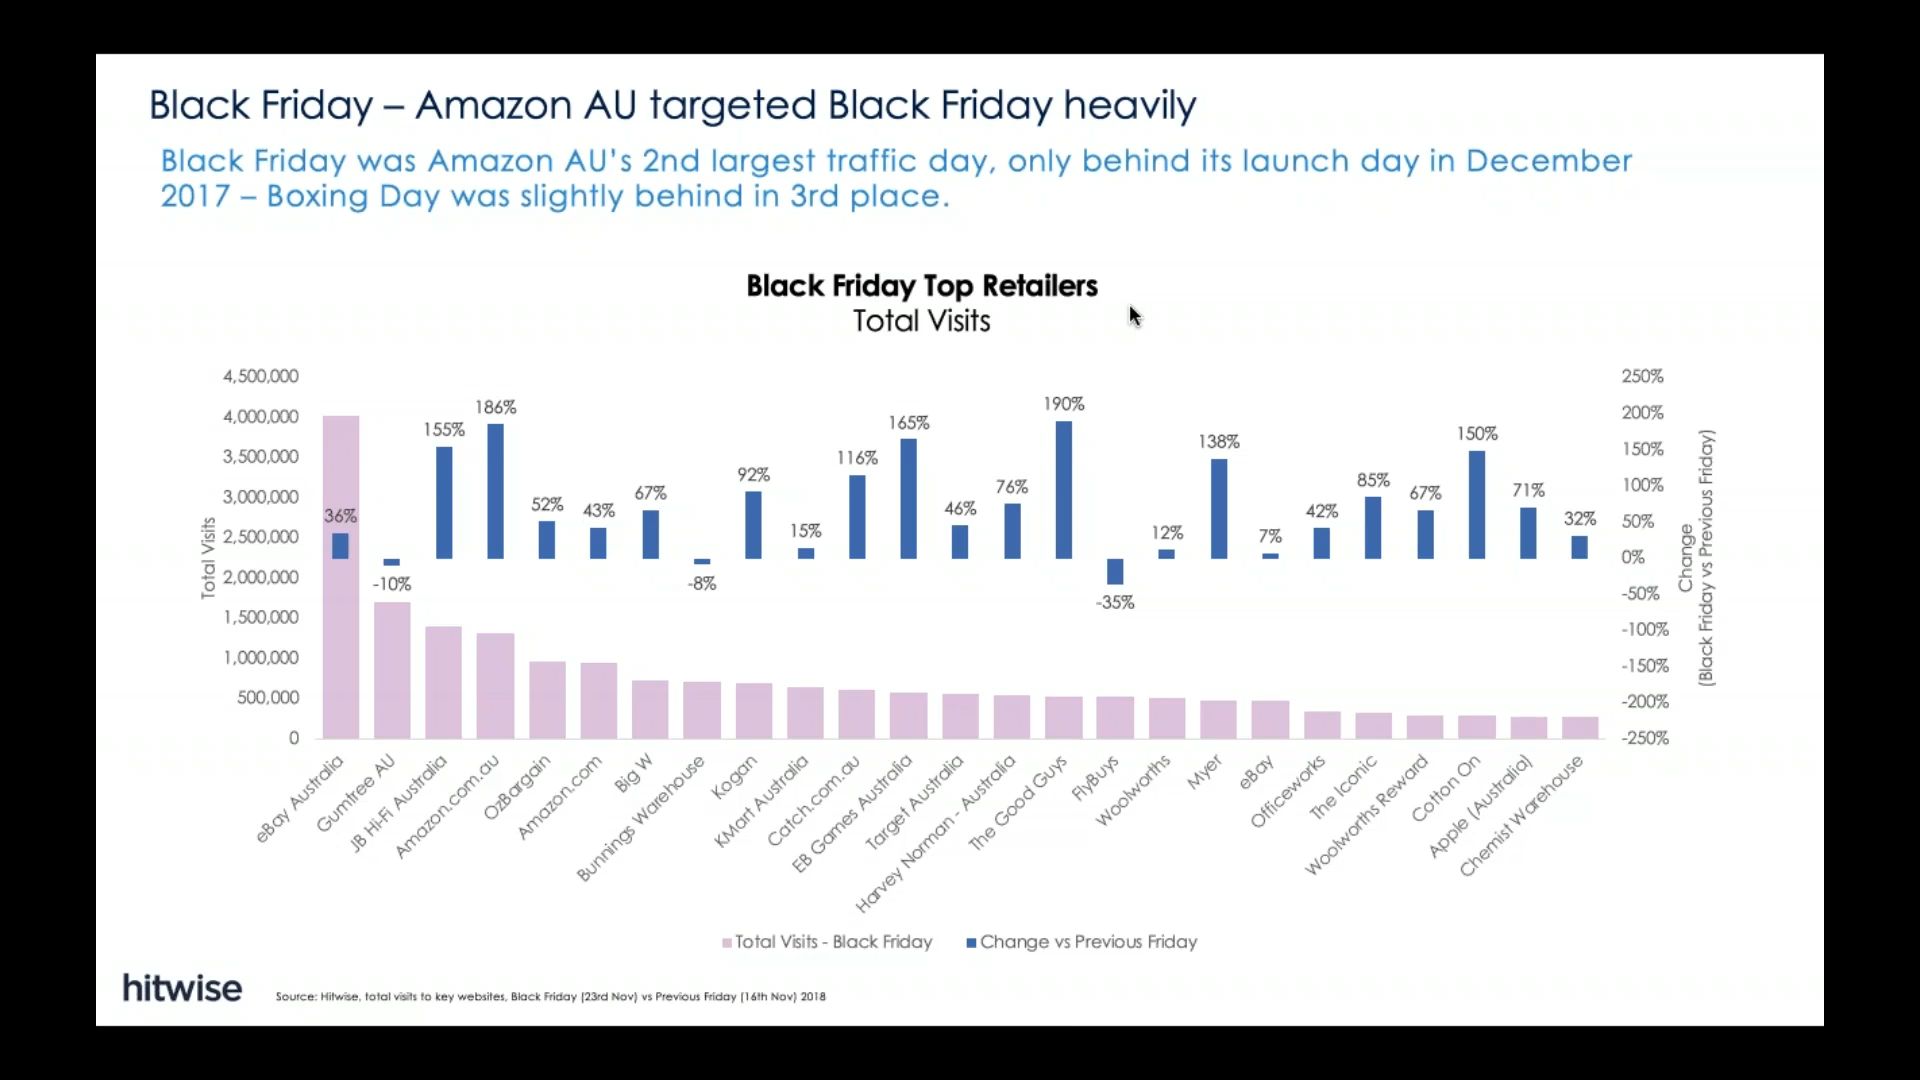 Black Friday – Amazon AU targeted Black Friday heavily
Black Friday was Amazon AU's 2nd largest traffic day, only behind its launch day in December
2017 – Boxing Day was slightly behind in 3rd place.
Black Friday Top Retailers
Total Visits
Total Visits
4,500,000
4,000,000
3,500,000
3,000,000
2,500,000
2,000,000
1,500,000
1,000,000
500,000
0
36%
-10%
155%
186%
52%
43%
67%
-8%
92%
15%
116%
165%
46%
76%
190%
-35%
12%
138%
7%
42%
85%
67%
150%
71%
32%
250%
200%
150%
100%
50%
0%
-50%
-100%
-150%
-200%
-250%
Change
(Black Friday vs Previous Friday)
eBay Australia
Gumtree AU
JB Hi-Fi Australia
Amazon.com.au
OzBargain
Amazon.com
Big W
Bunnings Warehouse
Kogan
KMart Australia
Catch.com.au
EB Games Australia
Target Australia
Harvey Norman - Australia
The Good Guys
FlyBuys
Woolworths
Myer
eBay
Officeworks
The Iconic
Woolworths Reward
Cotton On
Apple (Australia)
Chemist Warehouse
Total Visits - Black Friday
Change vs Previous Friday
hitwise
Source: Hitwise, total visits to key websites, Black Friday (23rd Nov) vs Previous Friday (16th Nov) 2018